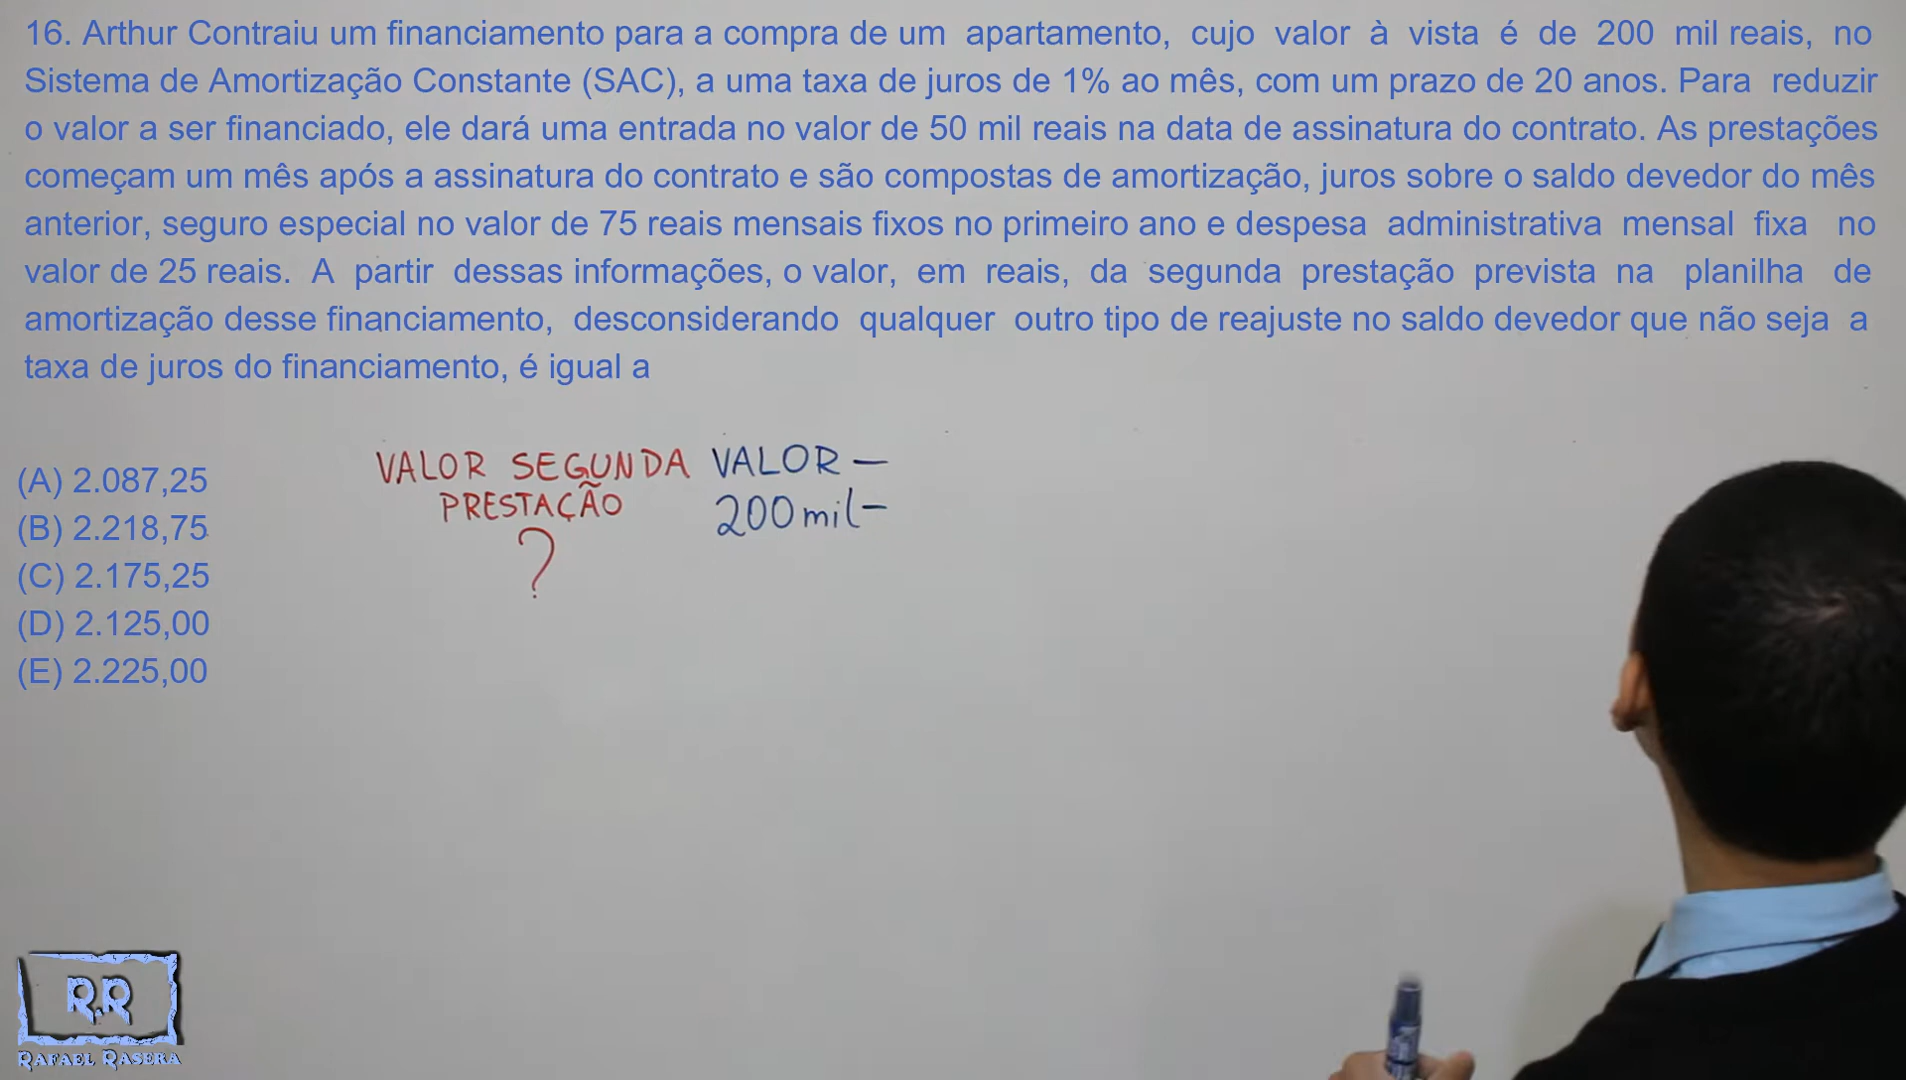 16. Arthur Contraiu um financiamento para a compra de um apartamento, cujo valor à vista é de 200 mil reais, no
Sistema de Amortização Constante (SAC), a uma taxa de juros de 1% ao mês, com um prazo de 20 anos. Para reduzir
o valor a ser financiado, ele dará uma entrada no valor de 50 mil reais na data de assinatura do contrato. As prestações
começam um mês após a assinatura do contrato e são compostas de amortização, juros sobre o saldo devedor do mês
anterior, seguro especial no valor de 75 reais mensais fixos no primeiro ano e despesa administrativa mensal fixa no
valor de 25 reais. A partir dessas informações, o valor, em reais, da segunda prestação prevista na planilha de
amortização desse financiamento, desconsiderando qualquer outro tipo de reajuste no saldo devedor que não seja a
taxa de juros do financiamento, é igual a
(A) 2.087,25
(B) 2.218,75
(C) 2.175,25
(D) 2.125,00
(E) 2.225,00
VALOR SEGUNDA
PRESTAÇÃO
?
VALOR —
200 mil —
R.R
RAFAEL RASERA